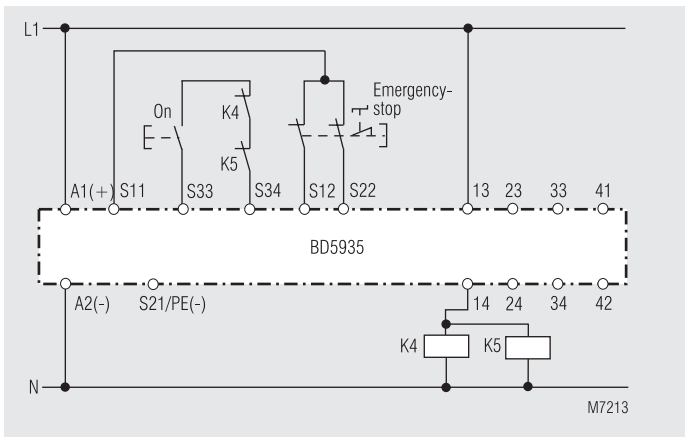 L1
Emergency-
stop
On
K4
K5
A1(+) S11 S33 S34 S12 S22 13 23 33 41
BD5935
A2(-) S21/PE(-) 14 24 34 42
K4 K5
N
M7213